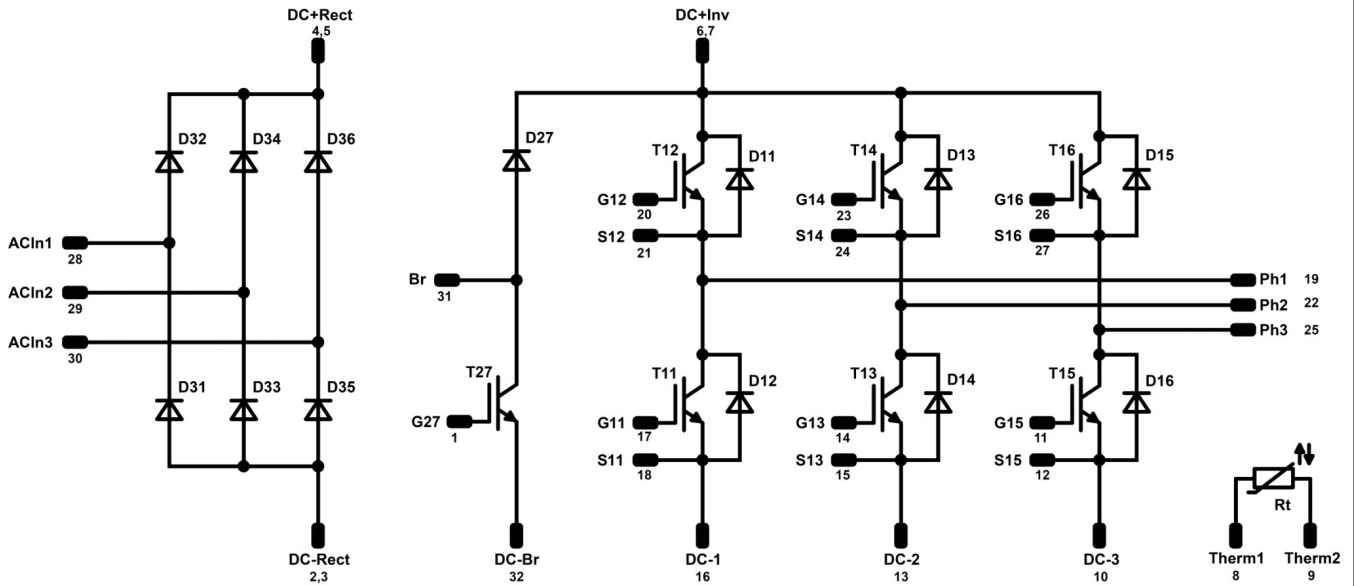 DC+Rect
4,5
DC+Inv
6,7
D32 D34 D36 D27
T12 D11 T14 D13 T16 D15
G12 G14 G16
20 23 26
S12 S14 S16
21 24 27
ACIn1
28
Br
31
Ph1 19
ACIn2
29
Ph2 22
ACIn3
30
Ph3 25
D31 D33 D35
T27 T11 D12 T13 D14 T15 D16
G27 G11 G13 G15
1 17 14 11
S11 S13 S15
18 15 12
Rt
DC-Rect
2,3
DC-Br
32
DC-1
16
DC-2
13
DC-3
10
Therm1
8
Therm2
9